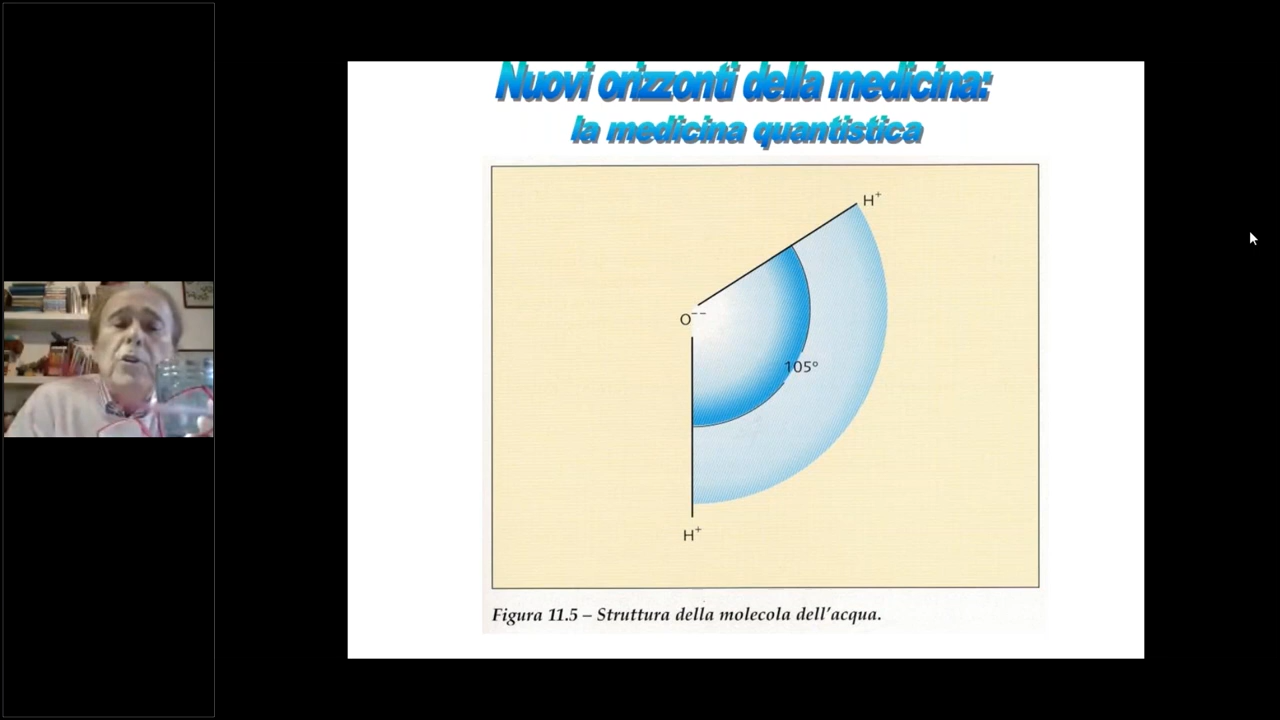 Nuovi orizzonti della medicina:
la medicina quantistica
H⁺
O⁻⁻
105°
H⁺
Figura 11.5 – Struttura della molecola dell'acqua.